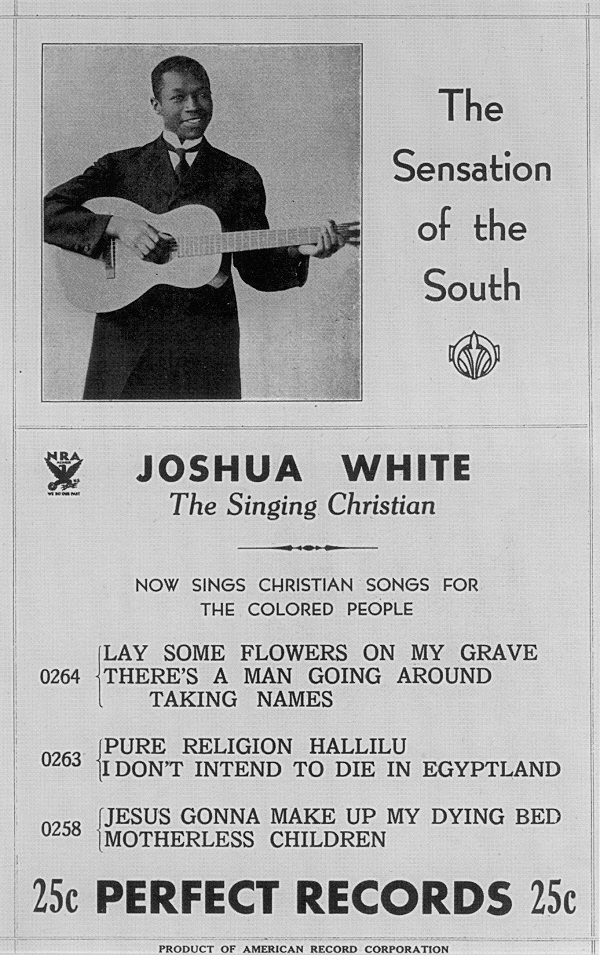 The
Sensation
of the
South
NRA
MEMBER
U.S.
WE DO OUR PART
JOSHUA WHITE
The Singing Christian
NOW SINGS CHRISTIAN SONGS FOR
THE COLORED PEOPLE
0264
LAY SOME FLOWERS ON MY GRAVE
THERE'S A MAN GOING AROUND
TAKING NAMES
0263
PURE RELIGION HALLILU
I DON'T INTEND TO DIE IN EGYPTLAND
0258
JESUS GONNA MAKE UP MY DYING BED
MOTHERLESS CHILDREN
25c PERFECT RECORDS 25c
PRODUCT OF AMERICAN RECORD CORPORATION